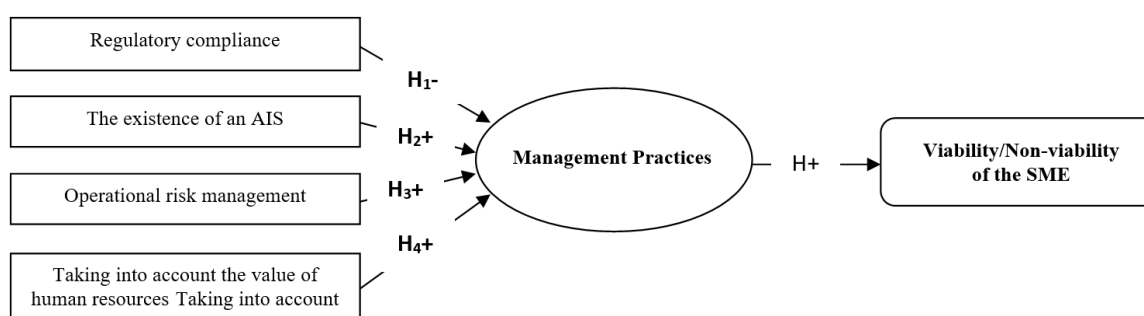 Regulatory compliance
H₁-
The existence of an AIS
H₂+
Operational risk management
H₃+
Taking into account the value of
human resources Taking into account
H₄+
Management Practices
H+
Viability/Non-viability
of the SME